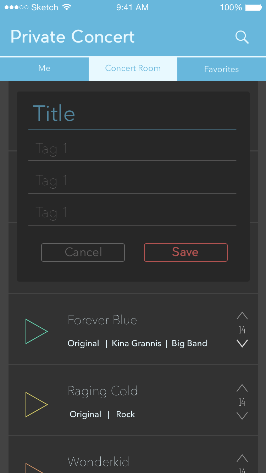 Sketch 9:41 AM 100%
Private Concert
Me Concert Room Favorites
Title
Tag 1
Tag 1
Tag 1
Cancel Save
Forever Blue
14
Original | Kina Grannis | Big Band
Raging Cold
14
Original | Rock
Wonderkid